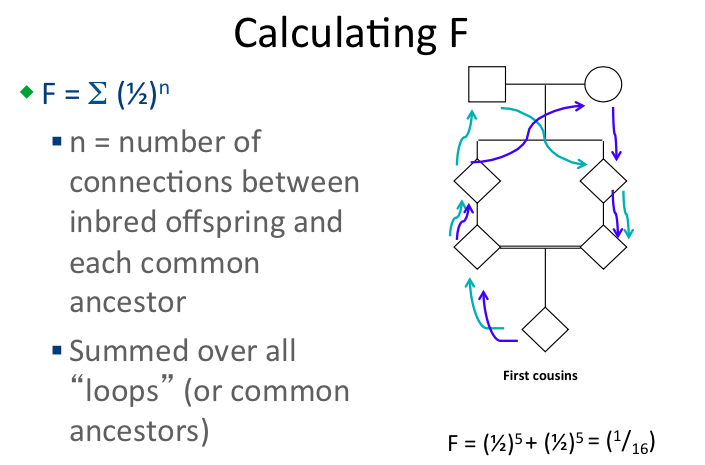 Calculating F
◆ F = Σ (½)ⁿ
▪ n = number of
connections between
inbred offspring and
each common
ancestor
▪ Summed over all
“loops” (or common
ancestors)
First cousins
F = (½)⁵ + (½)⁵ = (¹/₁₆)